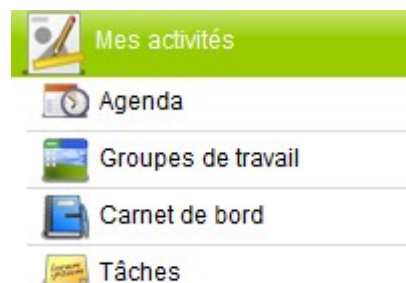 Mes activités
Agenda
Groupes de travail
Carnet de bord
Tâches